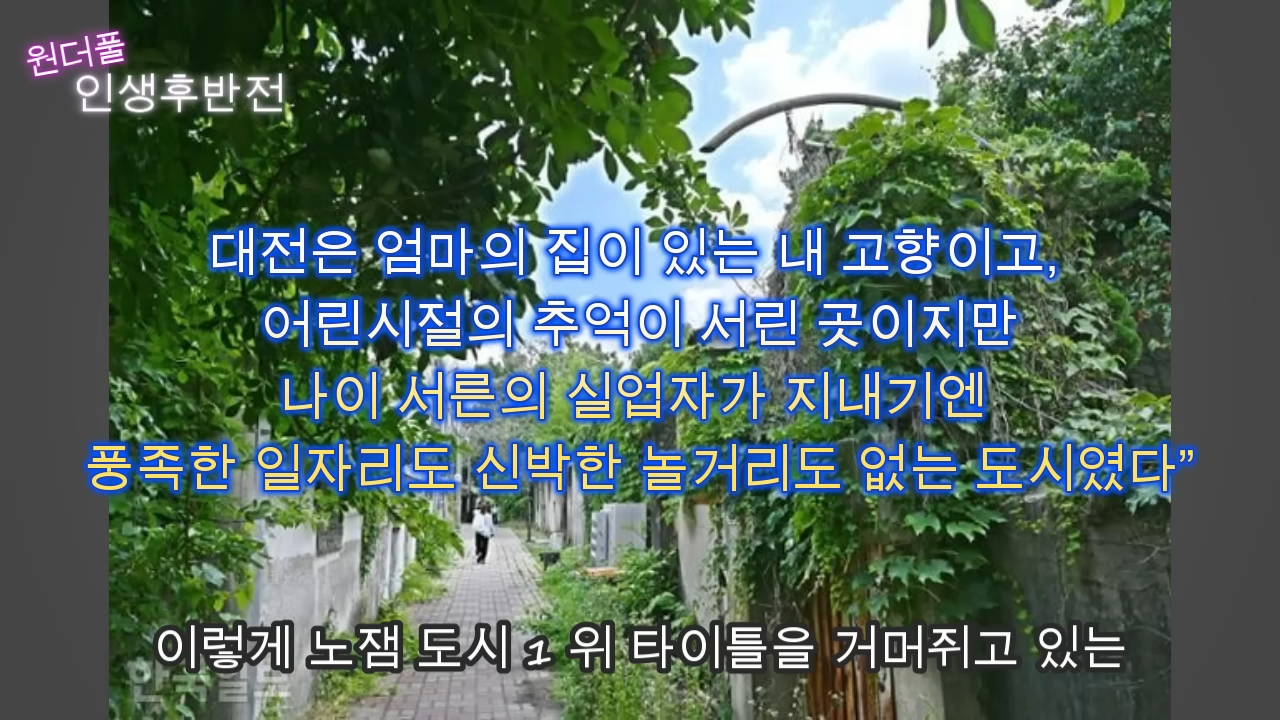 원더풀
인생후반전
대전은 엄마의 집이 있는 내 고향이고,
어린시절의 추억이 서린 곳이지만
나이 서른의 실업자가 지내기엔
풍족한 일자리도 신박한 놀거리도 없는 도시였다”
이렇게 노잼 도시 1 위 타이틀을 거머쥐고 있는
한국일보